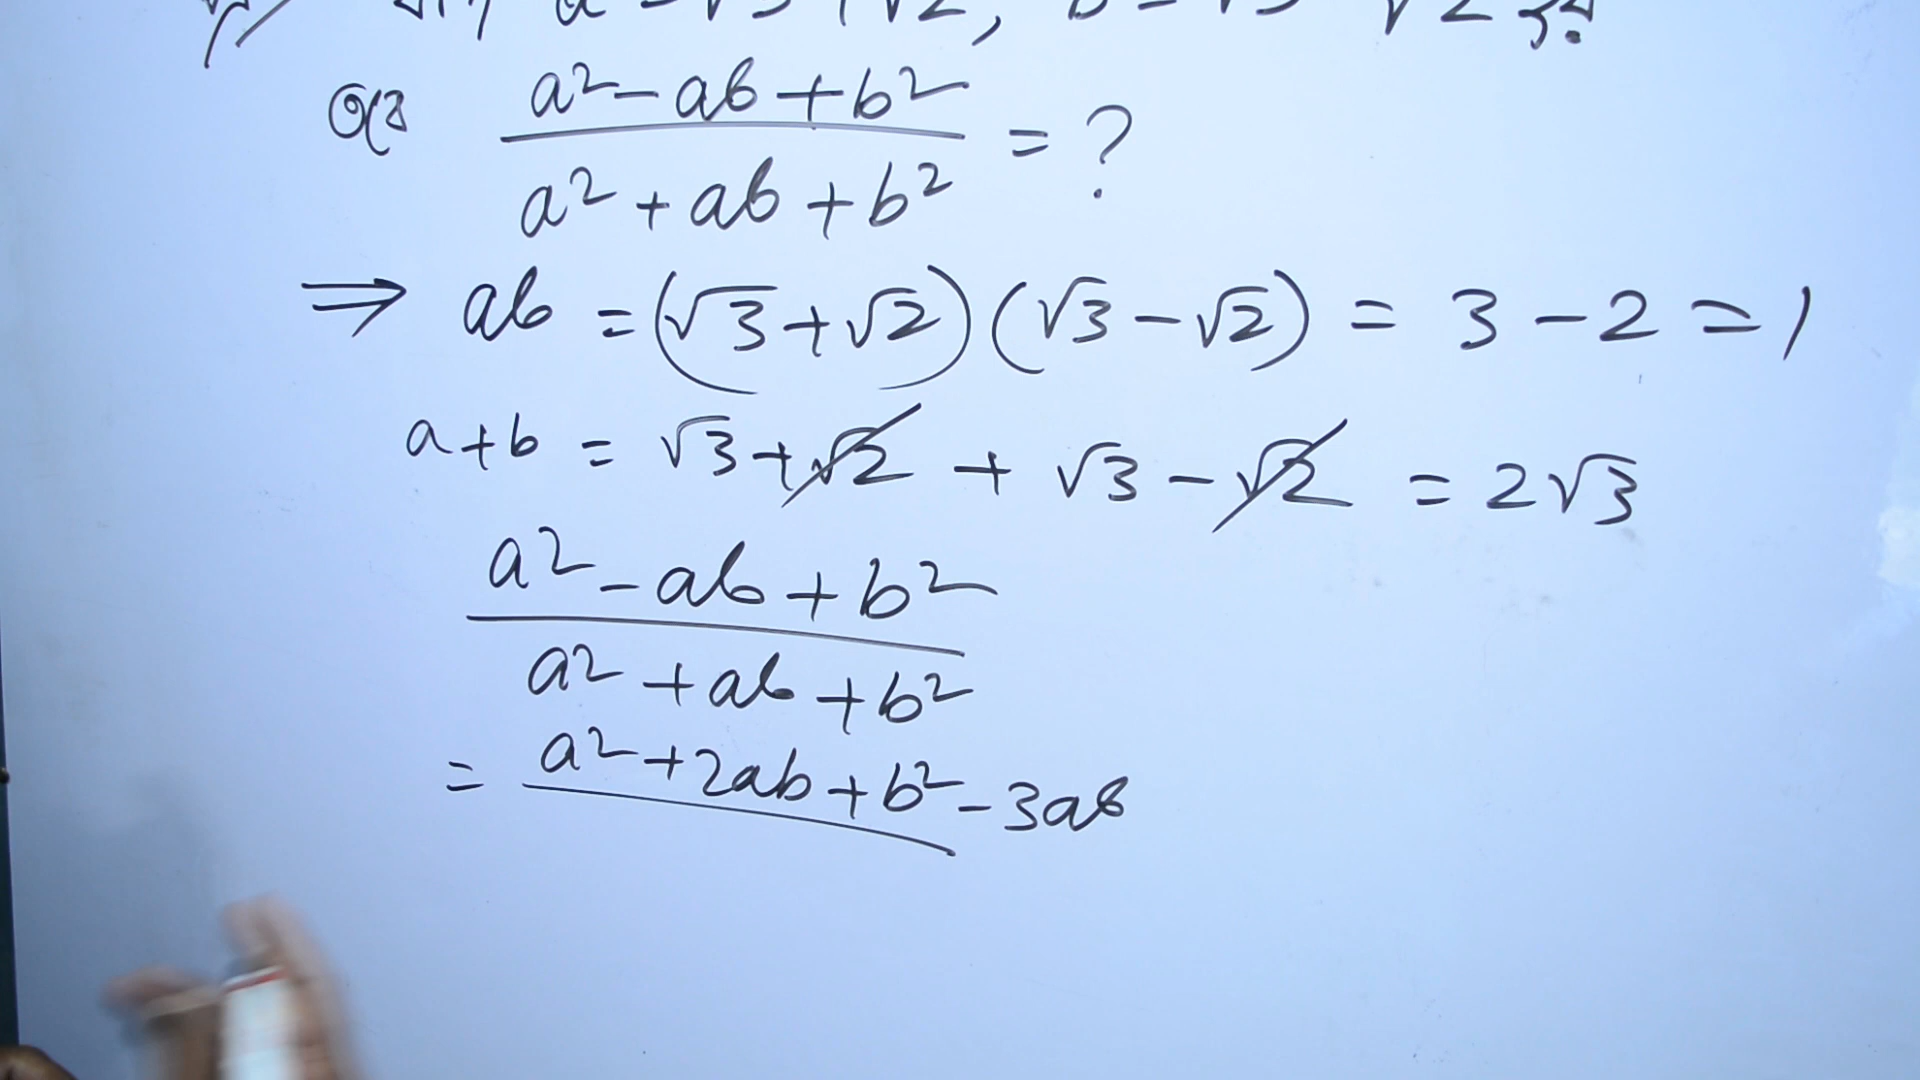 a² - ab + b² / a² + ab + b² = ?
⇒ ab = (√3 + √2) (√3 - √2) = 3 - 2 = 1
a + b = √3 + √2 + √3 - √2 = 2√3
a² - ab + b² / a² + ab + b²
= a² + 2ab + b² - 3ab